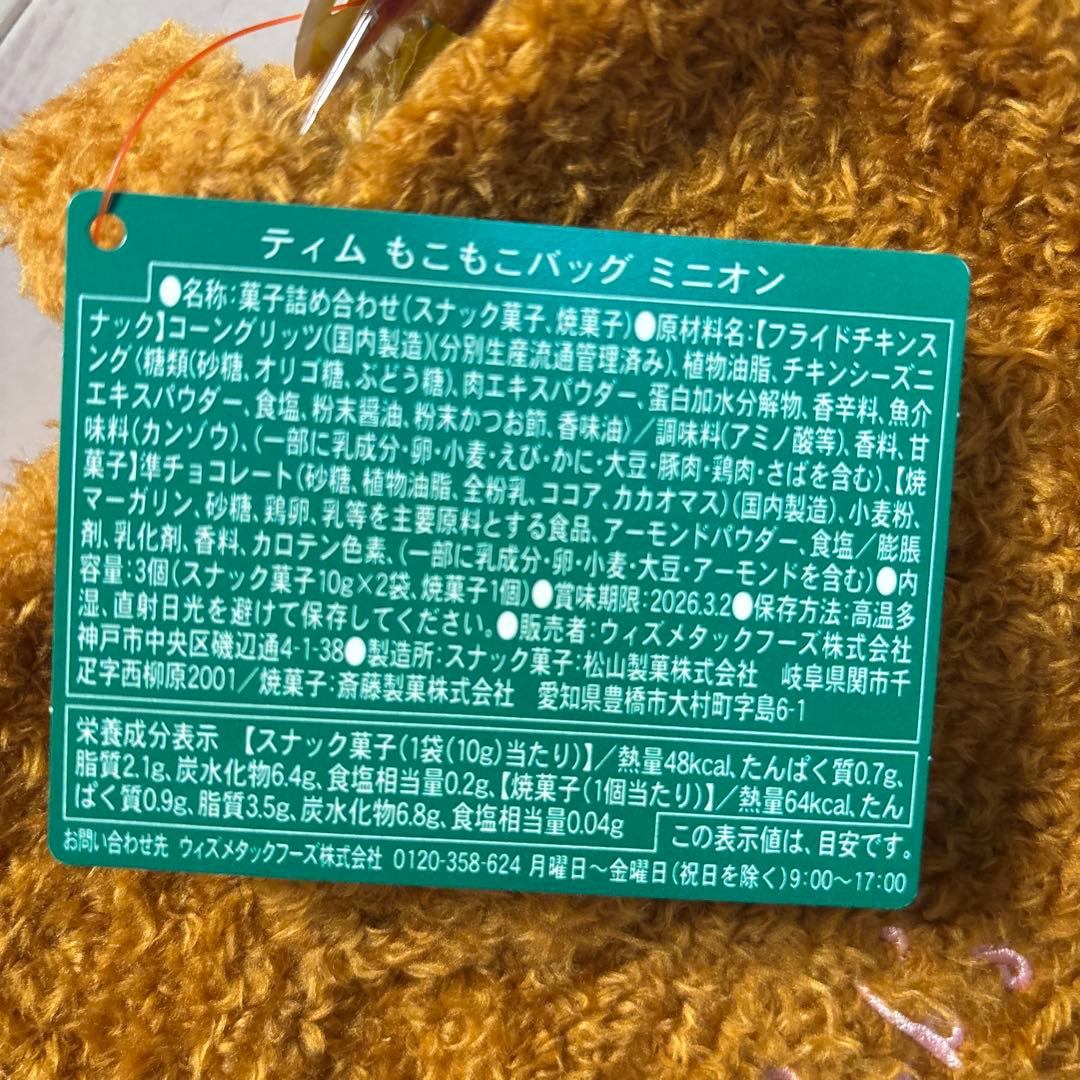 ティム もこもこバッグ ミニオン
●名称:菓子詰め合わせ(スナック菓子、焼菓子)●原材料名:【フライドチキンス
ナック】コーングリッツ(国内製造)(分別生産流通管理済み)、植物油脂、チキンシーズニ
ング(糖類(砂糖、オリゴ糖、ぶどう糖)、肉エキスパウダー、蛋白加水分解物、香辛料、魚介
エキスパウダー、食塩、粉末醤油、粉末かつお節、香味油)/調味料(アミノ酸等)、香料、甘
味料(カンゾウ)、(一部に乳成分・卵・小麦・えび・かに・大豆・豚肉・鶏肉・さばを含む)、【焼
菓子】準チョコレート(砂糖、植物油脂、全粉乳、ココア、カカオマス)(国内製造)、小麦粉、
マーガリン、砂糖、鶏卵、乳等を主要原料とする食品、アーモンドパウダー、食塩/膨脹
剤、乳化剤、香料、カロテン色素、(一部に乳成分・卵・小麦・大豆・アーモンドを含む)●内
容量:3個(スナック菓子10g×2袋、焼菓子1個)●賞味期限:2026.3.2●保存方法:高温多
湿、直射日光を避けて保存してください。●販売者:ウィズメタックフーズ株式会社
神戸市中央区磯辺通4-1-38●製造所:スナック菓子:松山製菓株式会社 岐阜県関市千
疋字西柳原2001/焼菓子:斎藤製菓株式会社 愛知県豊橋市大村町字高島6-1
栄養成分表示 【スナック菓子(1袋(10g)当たり)】/熱量48kcal、たんぱく質0.7g、
脂質2.1g、炭水化物6.4g、食塩相当量0.2g、【焼菓子(1個当たり)】/熱量64kcal、たん
ぱく質0.9g、脂質3.5g、炭水化物6.8g、食塩相当量0.04g
この表示値は、目安です。
お問い合わせ先 ウィズメタックフーズ株式会社 0120-358-624 月曜日～金曜日(祝日を除く)9:00～17:00